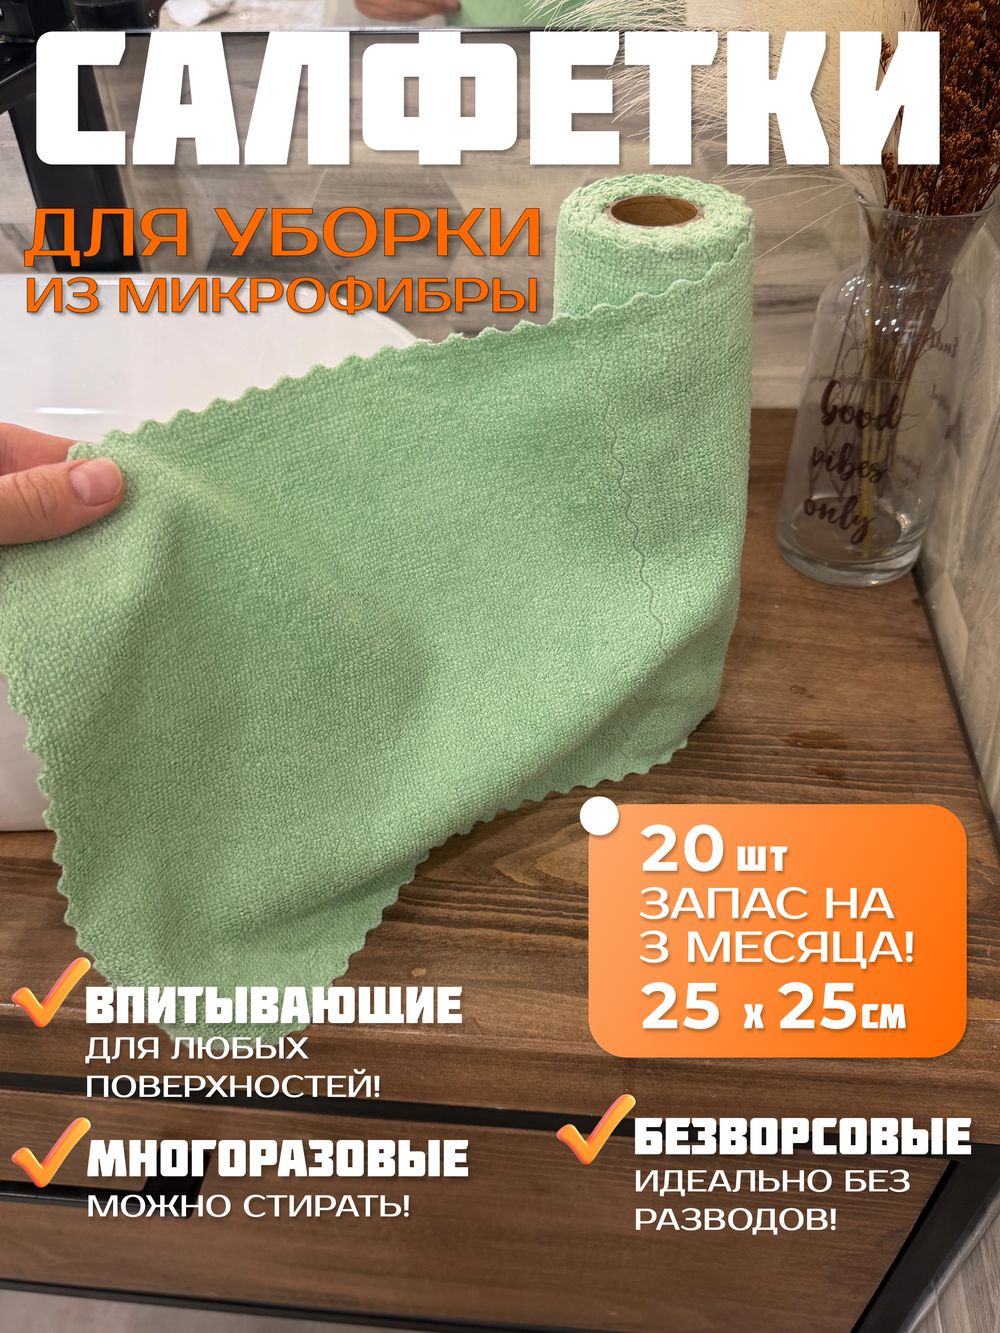 САЛФЕТКИ
ДЛЯ УБОРКИ
ИЗ МИКРОФИБРЫ
Good
vibes
only
20 шт
ЗАПАС НА
3 МЕСЯЦА!
25 х 25см
ВПИТЫВАЮЩИЕ
ДЛЯ ЛЮБЫХ
ПОВЕРХНОСТЕЙ!
МНОГОРАЗОВЫЕ
МОЖНО СТИРАТЬ!
БЕЗВОРСОВЫЕ
ИДЕАЛЬНО БЕЗ
РАЗВОДОВ!